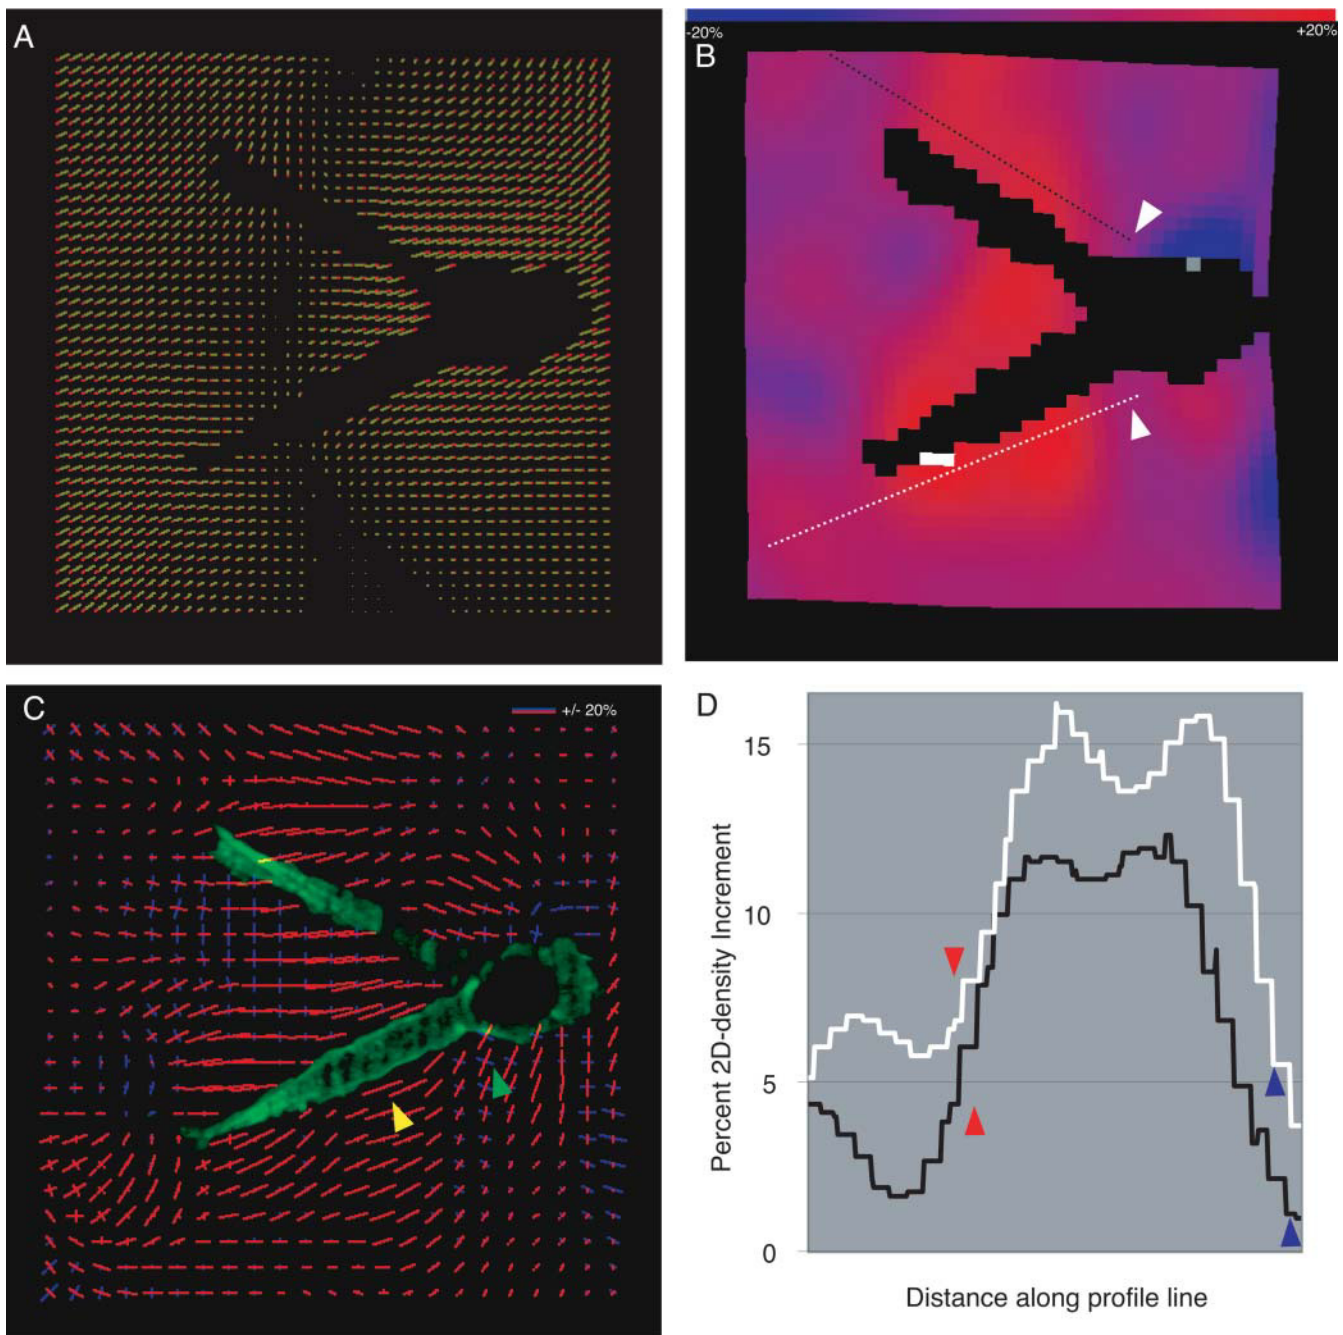 A
-20%
+20%
B
C
+/- 20%
D
15
10
5
0
Percent 2D-density Increment
Distance along profile line